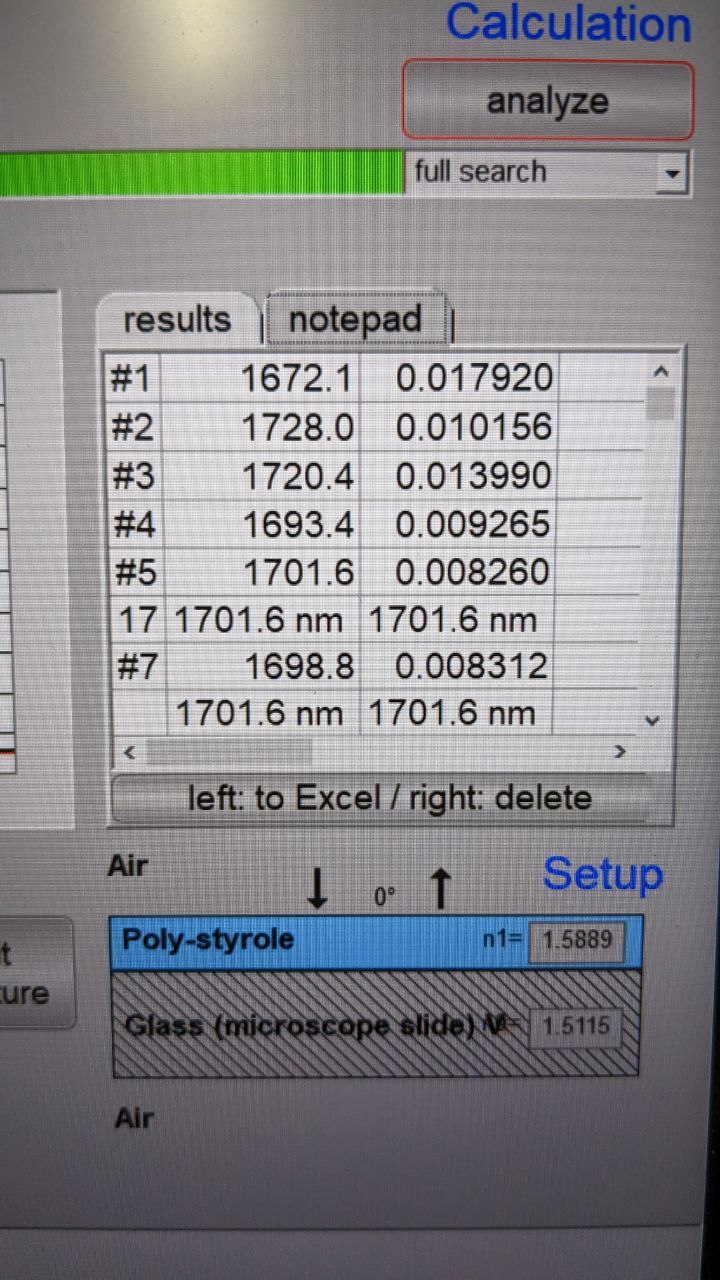 Calculation
analyze
full search
results notepad
#1 1672.1 0.017920
#2 1728.0 0.010156
#3 1720.4 0.013990
#4 1693.4 0.009265
#5 1701.6 0.008260
17 1701.6 nm 1701.6 nm
#7 1698.8 0.008312
1701.6 nm 1701.6 nm
left: to Excel / right: delete
Air
0°
Setup
Poly-styrole n1= 1.5889
t
ure
Glass (microscope slide) 1.5115
Air